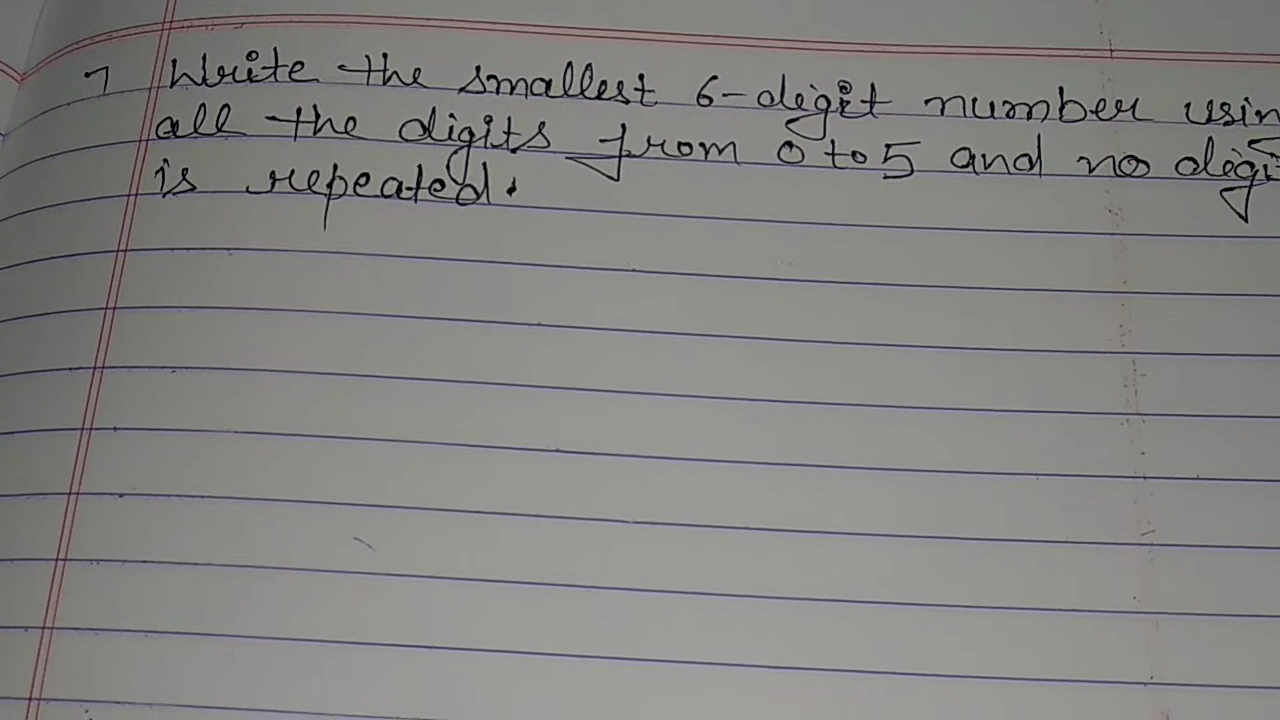 7 Write the smallest 6-digit number usin
all the digits from 0 to 5 and no digi
is repeated.